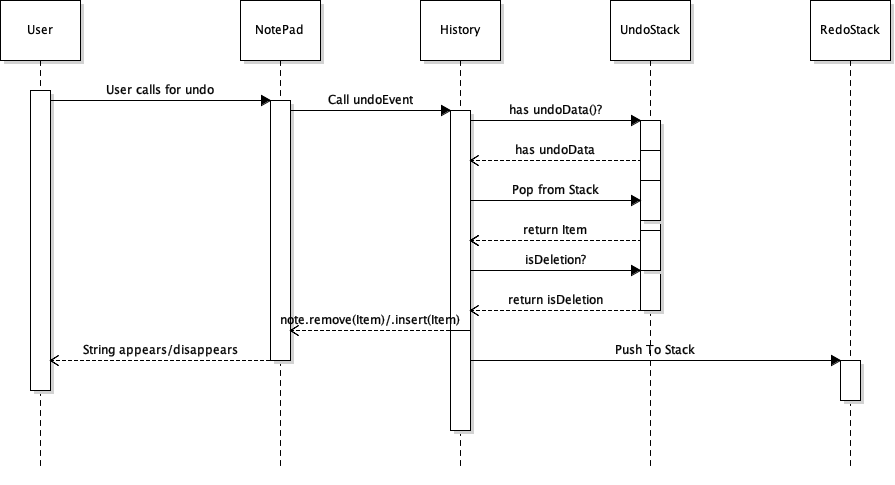 User
NotePad
History
UndoStack
RedoStack
User calls for undo
Call undoEvent
has undoData()?
has undoData
Pop from Stack
return Item
isDeletion?
return isDeletion
note.remove(Item)/.insert(Item)
String appears/disappears
Push To Stack